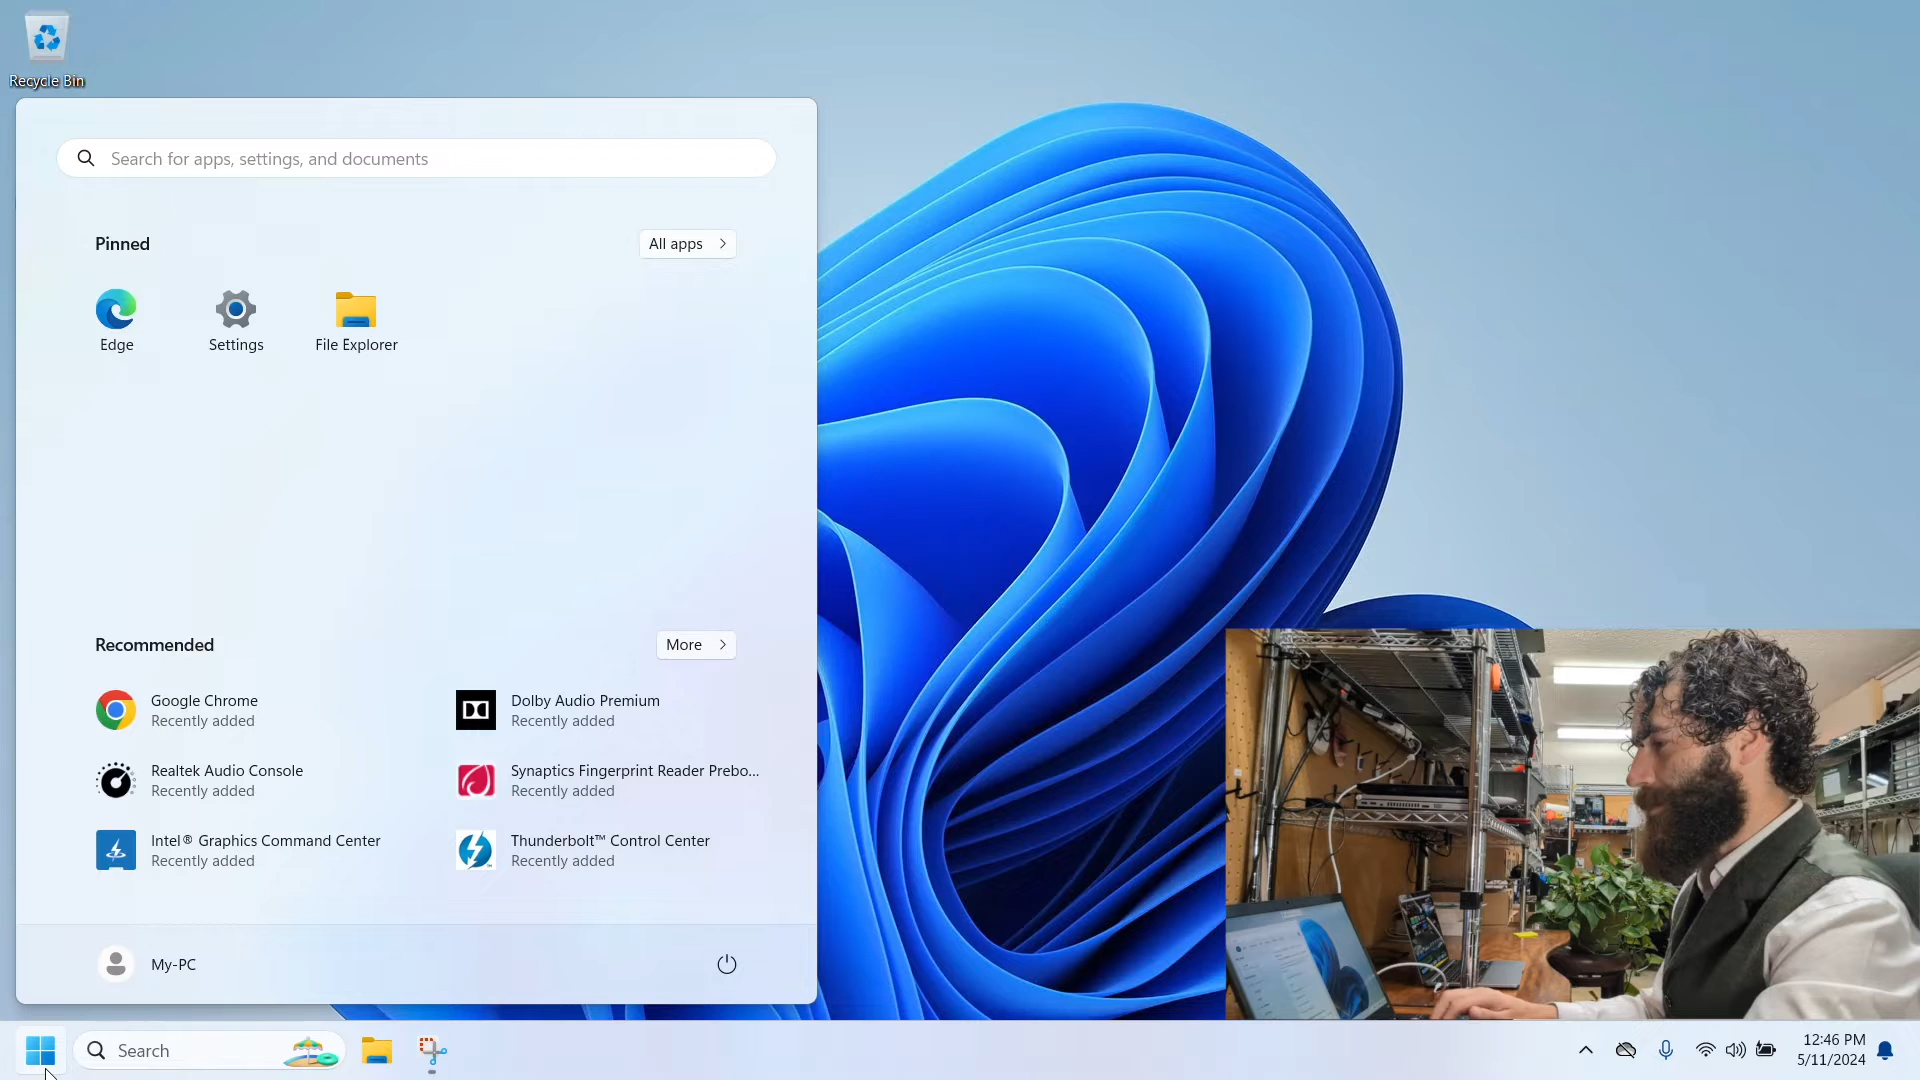 Recycle Bin
Search for apps, settings, and documents
Pinned
All apps
Edge
Settings
File Explorer
Recommended
More
Google Chrome
Recently added
Dolby Audio Premium
Recently added
Realtek Audio Console
Recently added
Synaptics Fingerprint Reader Prebo...
Recently added
Intel® Graphics Command Center
Recently added
Thunderbolt™ Control Center
Recently added
My-PC
Search
12:46 PM
5/11/2024